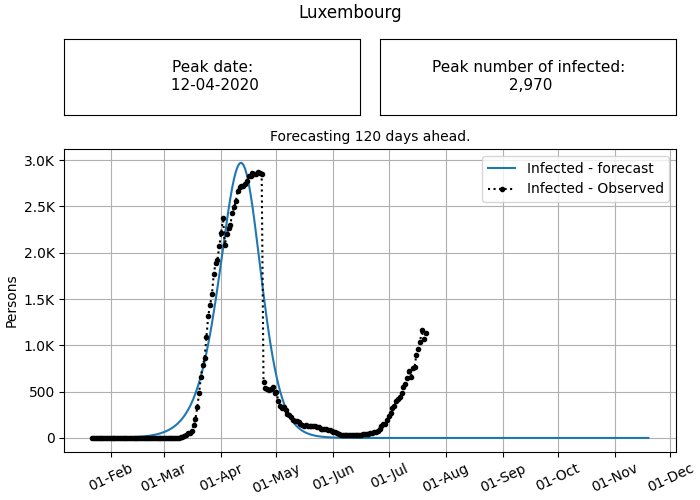 Luxembourg
Peak date:
12-04-2020
Peak number of infected:
2,970
Forecasting 120 days ahead.
Infected - forecast
Infected - Observed
3.0K
2.5K
2.0K
1.5K
1.0K
500
0
Persons
01-Feb
01-Mar
01-Apr
01-May
01-Jun
01-Jul
01-Aug
01-Sep
01-Oct
01-Nov
01-Dec